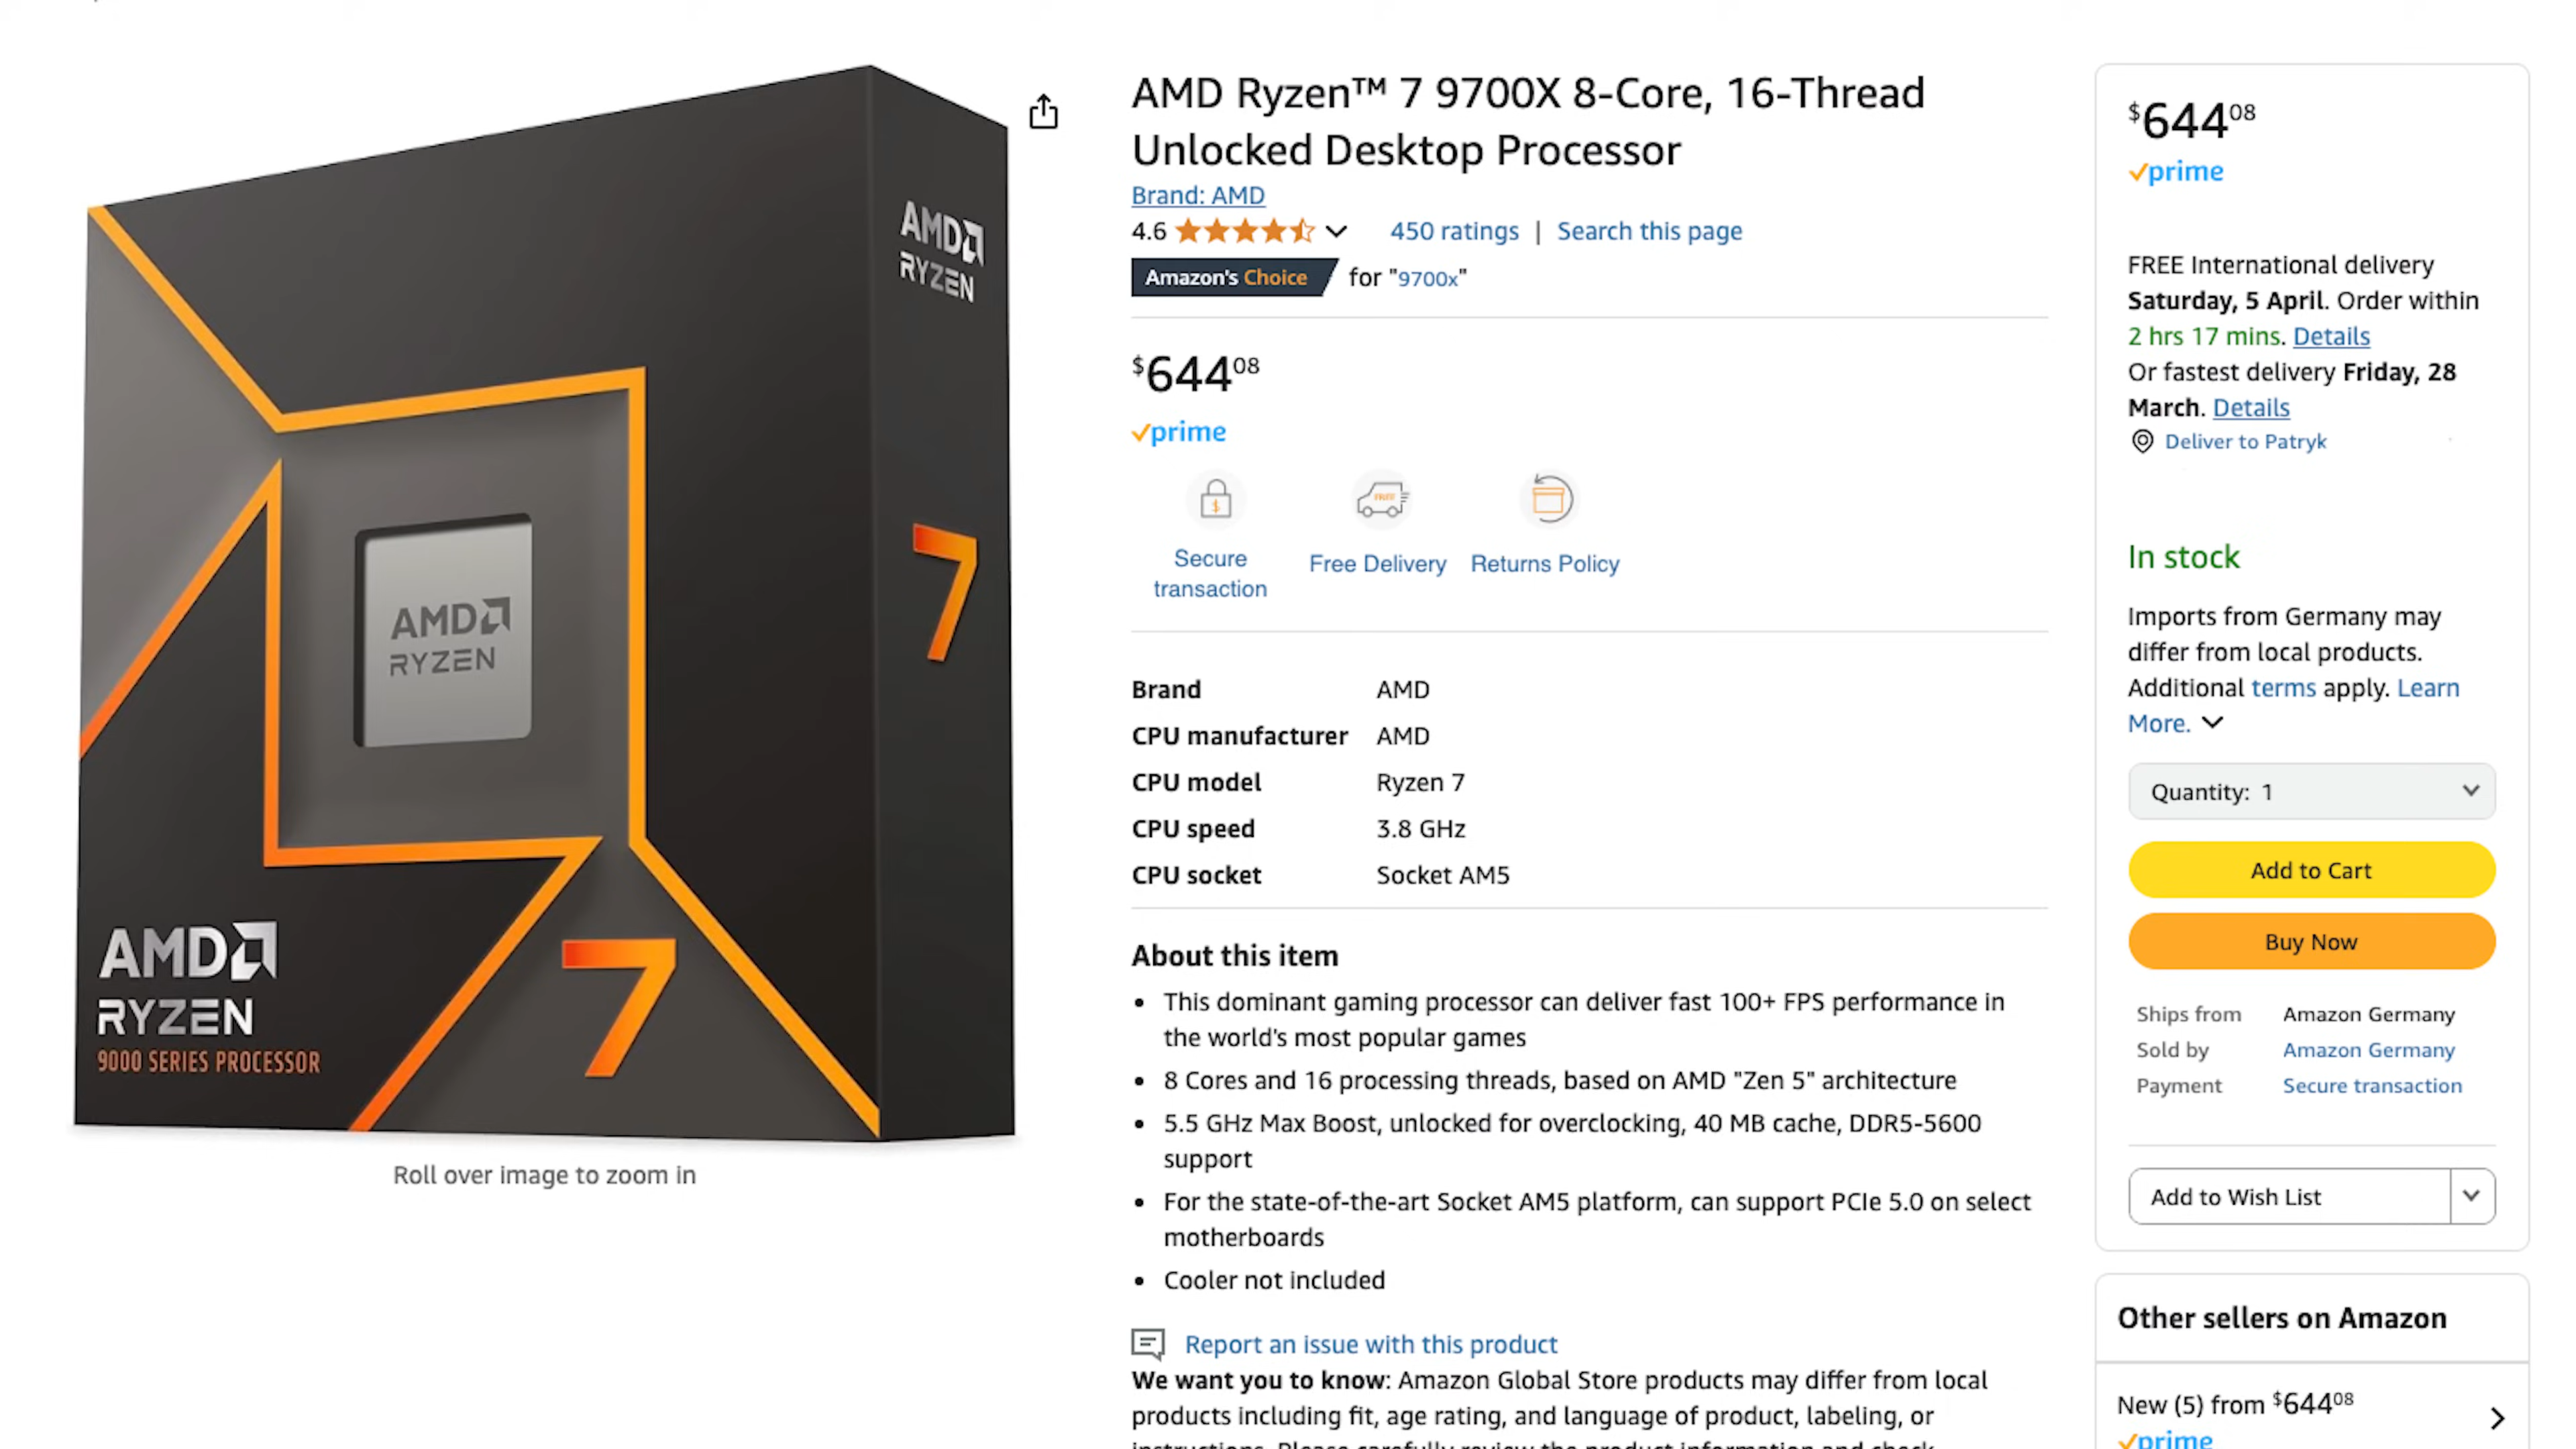 AMD
RYZEN
7
AMD
RYZEN
AMD
RYZEN
9000 SERIES PROCESSOR
7
Roll over image to zoom in
AMD Ryzen™ 7 9700X 8-Core, 16-Thread
Unlocked Desktop Processor
Brand: AMD
4.6 450 ratings | Search this page
Amazon's Choice for "9700x"
$64408
prime
FREE
Secure
transaction
Free Delivery
Returns Policy
Brand AMD
CPU manufacturer AMD
CPU model Ryzen 7
CPU speed 3.8 GHz
CPU socket Socket AM5
About this item
• This dominant gaming processor can deliver fast 100+ FPS performance in
the world's most popular games
• 8 Cores and 16 processing threads, based on AMD "Zen 5" architecture
• 5.5 GHz Max Boost, unlocked for overclocking, 40 MB cache, DDR5-5600
support
• For the state-of-the-art Socket AM5 platform, can support PCIe 5.0 on select
motherboards
• Cooler not included
Report an issue with this product
We want you to know: Amazon Global Store products may differ from local
products including fit, age rating, and language of product, labeling, or
instructions. Please carefully review the product information and check
$64408
prime
FREE International delivery
Saturday, 5 April. Order within
2 hrs 17 mins. Details
Or fastest delivery Friday, 28
March. Details
Deliver to Patryk
In stock
Imports from Germany may
differ from local products.
Additional terms apply. Learn
More.
Quantity: 1
Add to Cart
Buy Now
Ships from Amazon Germany
Sold by Amazon Germany
Payment Secure transaction
Add to Wish List
Other sellers on Amazon
New (5) from $64408
prime